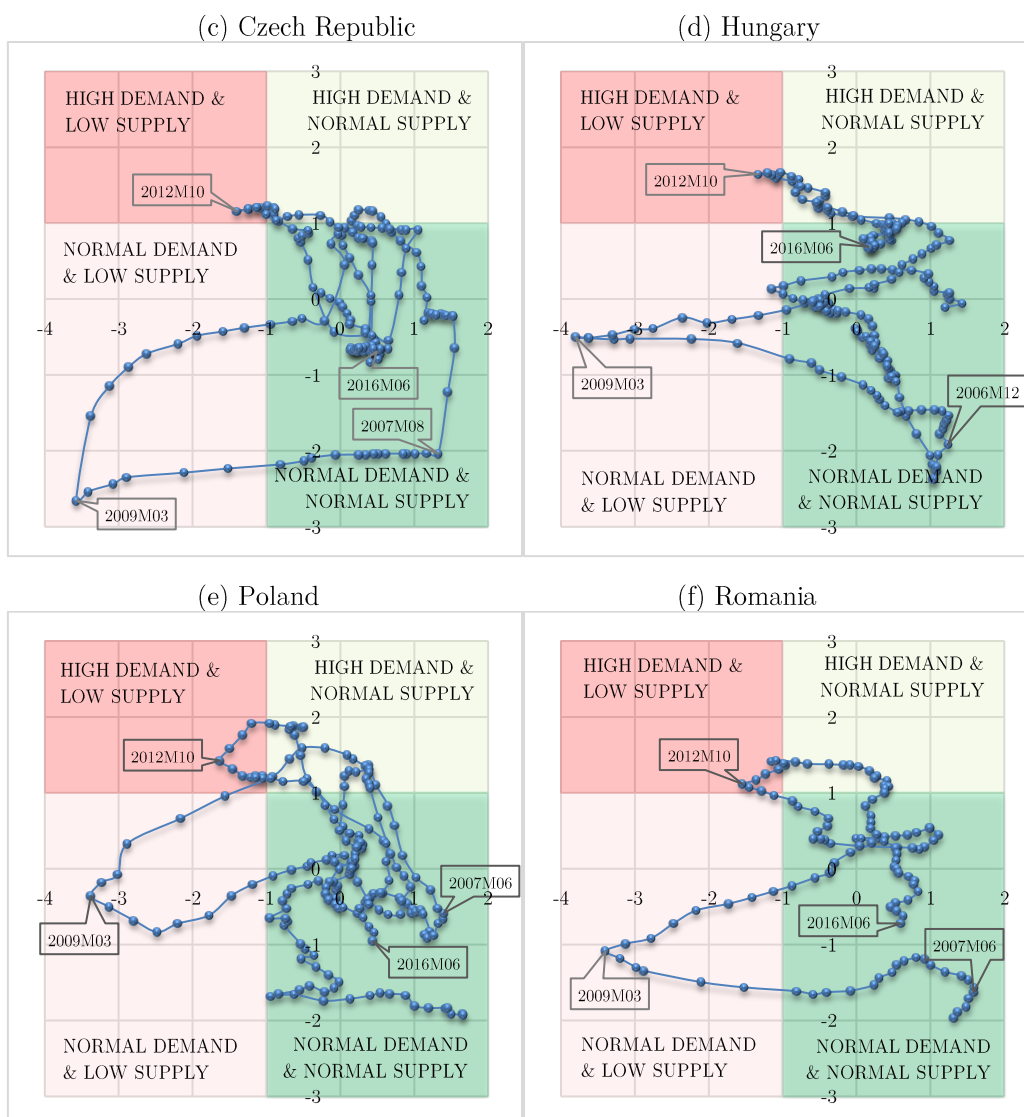 (c) Czech Republic
(d) Hungary
HIGH DEMAND &
LOW SUPPLY
HIGH DEMAND &
NORMAL SUPPLY
NORMAL DEMAND
& LOW SUPPLY
NORMAL DEMAND &
NORMAL SUPPLY
2012M10
2016M06
2007M08
2009M03
3
2
1
0
-1
-2
-3
-4
-3
-2
-1
0
1
2
HIGH DEMAND &
LOW SUPPLY
HIGH DEMAND &
NORMAL SUPPLY
2012M10
2016M06
2009M03
2006M12
NORMAL DEMAND
& LOW SUPPLY
NORMAL DEMAND
& NORMAL SUPPLY
3
2
1
0
-1
-2
-3
-4
-3
-2
-1
0
1
2
(e) Poland
(f) Romania
HIGH DEMAND &
LOW SUPPLY
HIGH DEMAND &
NORMAL SUPPLY
2012M10
2007M06
2009M03
2016M06
NORMAL DEMAND
& LOW SUPPLY
NORMAL DEMAND
& NORMAL SUPPLY
3
2
1
0
-1
-2
-3
-4
-3
-2
-1
0
1
2
HIGH DEMAND &
LOW SUPPLY
HIGH DEMAND &
NORMAL SUPPLY
2012M10
2016M06
2007M06
2009M03
NORMAL DEMAND
& LOW SUPPLY
NORMAL DEMAND
& NORMAL SUPPLY
3
2
1
0
-1
-2
-3
-4
-3
-2
-1
0
1
2